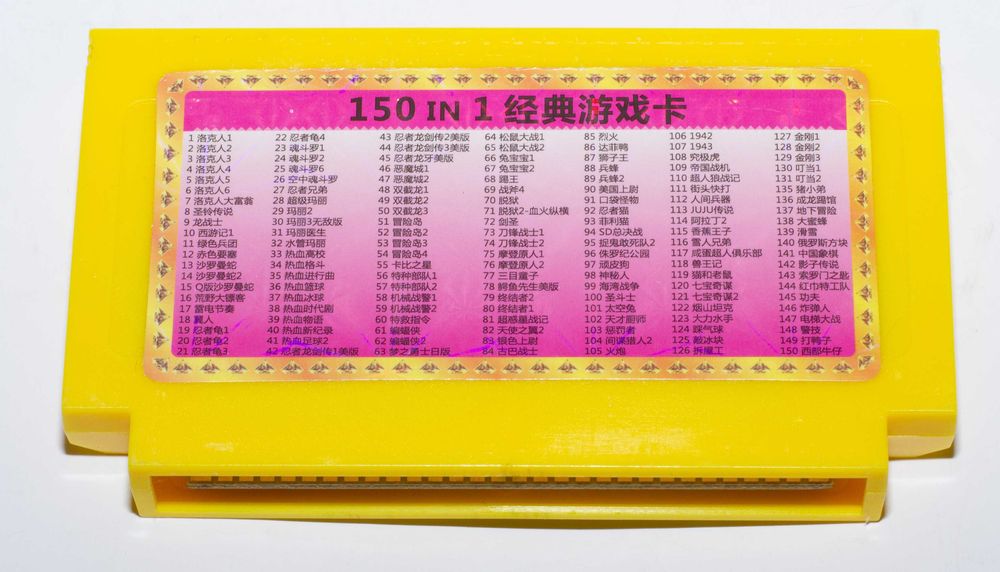 150 IN 1 经典游戏卡
1 洛克人1
2 洛克人2
3 洛克人3
4 洛克人4
5 洛克人5
6 洛克人6
7 洛克人大富翁
8 圣铃传说
9 龙战士
10 西游记1
11 绿色兵团
12 赤色要塞
13 沙罗曼蛇
14 沙罗曼蛇2
15 Q版沙罗曼蛇
16 荒野大镖客
17 雷电节奏
18 翼人
19 忍者龟1
20 忍者龟2
21 忍者龟3
22 忍者龟4
23 魂斗罗1
24 魂斗罗2
25 魂斗罗6
26 空中魂斗罗
27 忍者兄弟
28 超级玛丽
29 玛丽2
30 玛丽3无敌版
31 玛丽医生
32 水管玛丽
33 热血高校
34 热血格斗
35 热血进行曲
36 热血篮球
37 热血冰球
38 热血时代剧
39 热血物语
40 热血新纪录
41 热血足球2
42 忍者龙剑传1美版
43 忍者龙剑传2美版
44 忍者龙剑传3美版
45 忍者龙牙美版
46 恶魔城1
47 恶魔城2
48 双截龙1
49 双截龙2
50 双截龙3
51 冒险岛
52 冒险岛2
53 冒险岛3
54 冒险岛4
55 卡比之星
56 特种部队1
57 特种部队2
58 机械战警1
59 机械战警2
60 特救指令
61 蝙蝠侠
62 蝙蝠侠2
63 梦之勇士日版
64 松鼠大战1
65 松鼠大战2
66 兔宝宝1
67 兔宝宝2
68 踢王
69 战斧4
70 脱狱
71 脱狱2-血火纵横
72 剑圣
73 刀锋战士1
74 刀锋战士2
75 摩登原人1
76 摩登原人2
77 三目童子
78 鳄鱼先生美版
79 终结者2
80 终结者1
81 超惑星战记
82 天使之翼2
83 银色上尉
84 古巴战士
85 烈火
86 达菲鸭
87 狮子王
88 兵蜂
89 兵蜂2
90 美国上尉
91 口袋怪物
92 忍者猫
93 菲利猫
94 SD总决战
95 捉鬼敢死队2
96 侏罗纪公园
97 顽皮狗
98 神秘人
99 海湾战争
100 圣斗士
101 太空兔
102 天才厨师
103 惩罚者
104 间谍猎人2
105 火炮
106 1942
107 1943
108 究极虎
109 帝国战机
110 超人狼战记
111 街头快打
112 人间兵器
113 JUJU传说
114 阿拉丁2
115 香蕉王子
116 雪人兄弟
117 咸蛋超人俱乐部
118 兽王记
119 猫和老鼠
120 七宝奇谋
121 七宝奇谋2
122 烟山坦克
123 大力水手
124 踩气球
125 敲冰块
126 拆耀工
127 金刚1
128 金刚2
129 金刚3
130 叮当1
131 叮当2
135 猪小弟
136 成龙踢馆
137 地下冒险
138 大蜜蜂
139 滑雪
140 俄罗斯方块
141 中国象棋
142 影子传说
143 索罗门之匙
144 红巾特工队
145 功夫
146 炸弹人
147 电梯大战
148 警技
149 打鸭子
150 西部牛仔